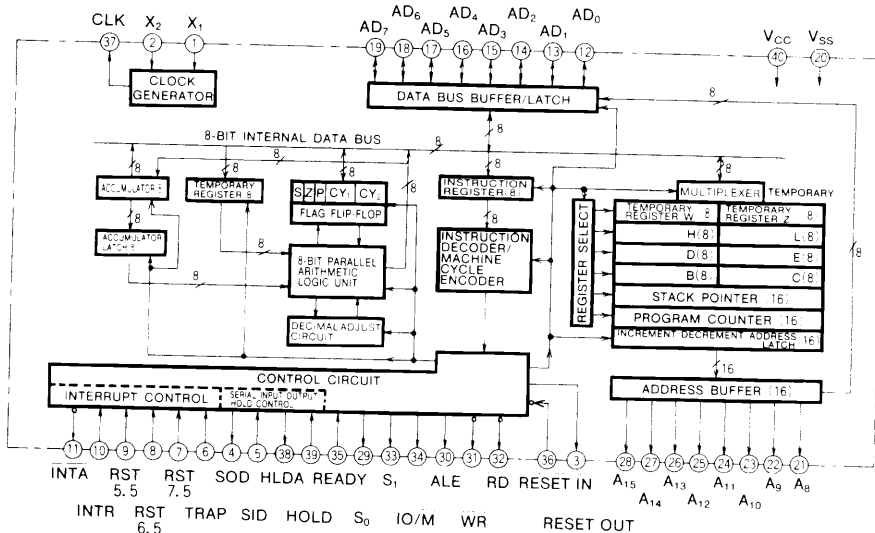 CLK X₂ X₁
37 2 1
AD₇ AD₆ AD₅ AD₄ AD₃ AD₂ AD₁ AD₀
19 18 17 16 15 14 13 12
VCC VSS
40 20
CLOCK
GENERATOR
DATA BUS BUFFER/LATCH
8
8
8-BIT INTERNAL DATA BUS
8
8
8
8
8
8
8
ACCUMULATOR 8
TEMPORARY
REGISTER 8
S Z P CY₁ CY₂
FLAG FLIP-FLOP
INSTRUCTION
REGISTER (8)
MULTIPLEXER
TEMPORARY
8
8
8
ACCUMULATOR
LATCH 8
8
8
8-BIT PARALLEL
ARITHMETIC
LOGIC UNIT
INSTRUCTION
DECODER/
MACHINE
CYCLE
ENCODER
REGISTER SELECT
TEMPORARY
REGISTER W 8
TEMPORARY
REGISTER Z (8)
H(8) L(8)
D(8) E(8)
B(8) C(8)
STACK POINTER (16)
PROGRAM COUNTER (16)
INCREMENT DECREMENT ADDRESS
LATCH (16)
DECIMAL ADJUST
CIRCUIT
16
ADDRESS BUFFER (16)
CONTROL CIRCUIT
INTERRUPT CONTROL
SERIAL INPUT OUTPUT
HOLD CONTROL
11 10 9 8 7 6 4 5 38 39 35 29 33 34 30 31 32 36 3
28 27 26 25 24 23 22 21
INTA RST
5.5 RST
7.5 SOD HLDA READY S₁ ALE RD RESET IN
INTR RST
6.5 TRAP SID HOLD S₀ IO/M WR RESET OUT
A₁₅ A₁₃ A₁₁ A₉ A₈
A₁₄ A₁₂ A₁₀